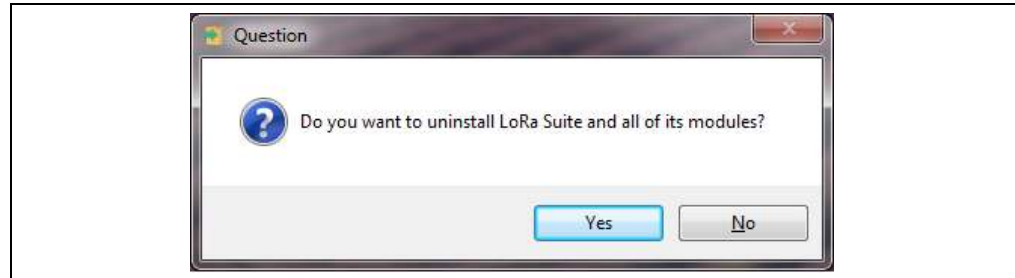 Question
Do you want to uninstall LoRa Suite and all of its modules?
Yes
No